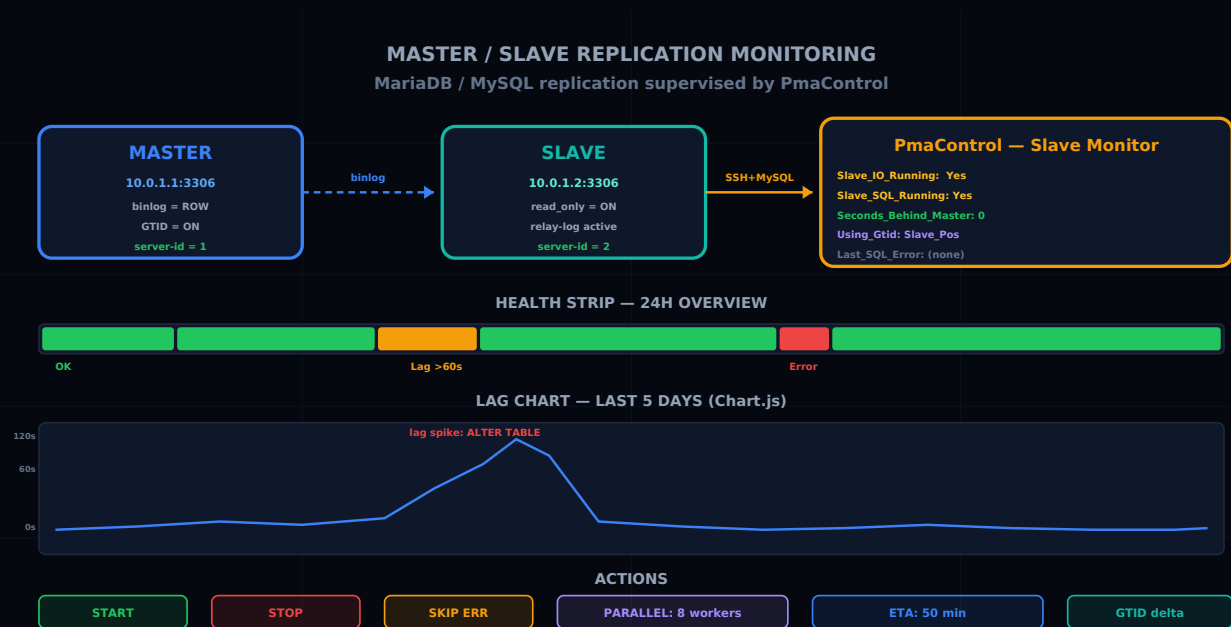 MASTER / SLAVE REPLICATION MONITORING
MariaDB / MySQL replication supervised by PmaControl
MASTER
10.0.1.1:3306
binlog = ROW
GTID = ON
server-id = 1
binlog
SLAVE
10.0.1.2:3306
read_only = ON
relay-log active
server-id = 2
SSH+MySQL
PmaControl — Slave Monitor
Slave_IO_Running: Yes
Slave_SQL_Running: Yes
Seconds_Behind_Master: 0
Using_Gtid: Slave_Pos
Last_SQL_Error: (none)
HEALTH STRIP — 24H OVERVIEW
OK
Lag >60s
Error
LAG CHART — LAST 5 DAYS (Chart.js)
lag spike: ALTER TABLE
120s
60s
0s
ACTIONS
START
STOP
SKIP ERR
PARALLEL: 8 workers
ETA: 50 min
GTID delta